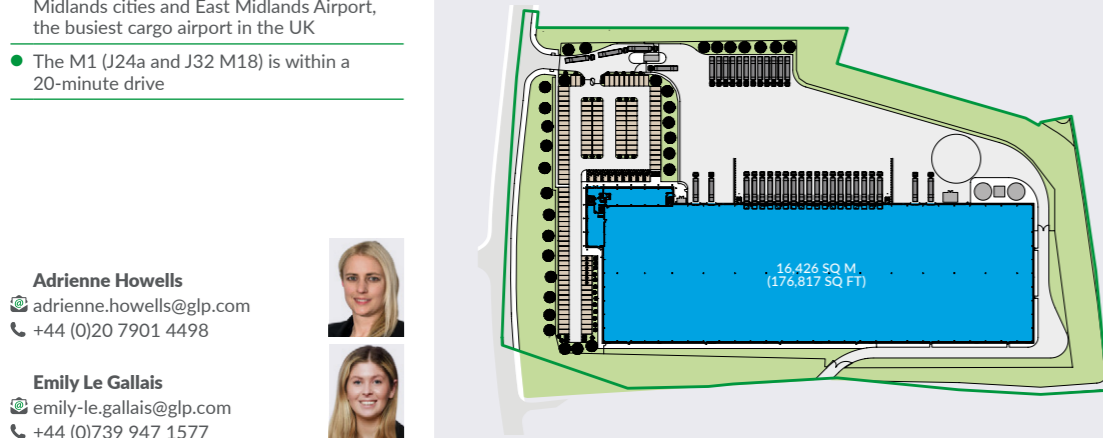 Midlands cities and East Midlands Airport,
the busiest cargo airport in the UK
The M1 (J24a and J32 M18) is within a
20-minute drive
Adrienne Howells
adrienne.howells@glp.com
+44 (0)20 7901 4498
Emily Le Gallais
emily-le.gallais@glp.com
+44 (0)739 947 1577
16,426 SQ M
(176,817 SQ FT)